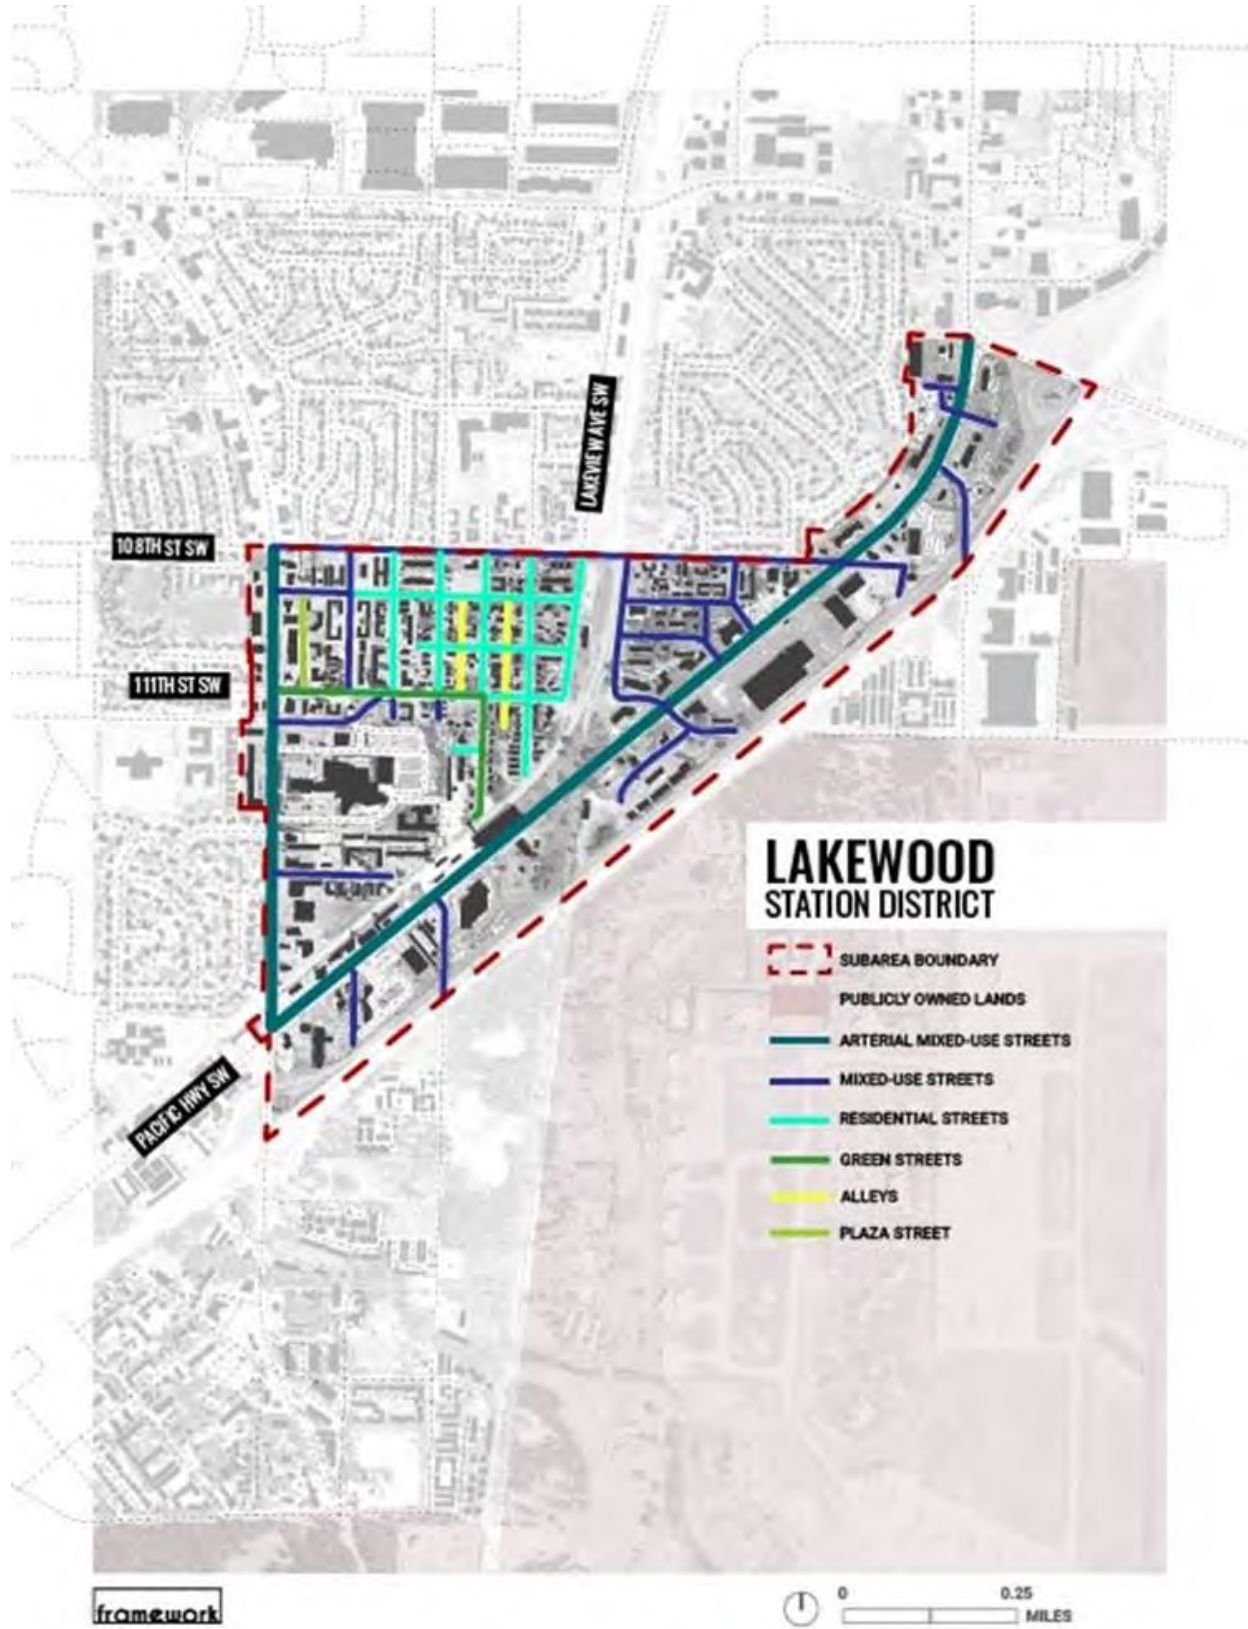 LAKEVIEW AVE SW
108TH ST SW
111TH ST SW
PACIFIC HWY SW
LAKEWOOD
STATION DISTRICT
SUBAREA BOUNDARY
PUBLICLY OWNED LANDS
ARTERIAL MIXED-USE STREETS
MIXED-USE STREETS
RESIDENTIAL STREETS
GREEN STREETS
ALLEYS
PLAZA STREET
framework
0 0.25
MILES